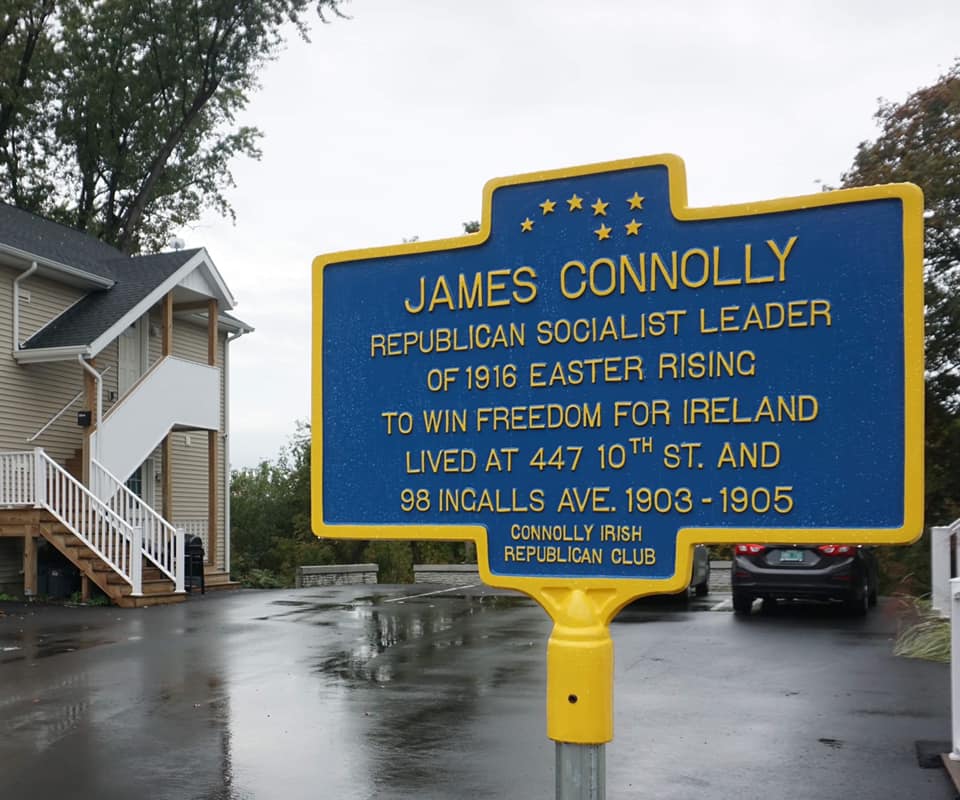 JAMES CONNOLLY
REPUBLICAN SOCIALIST LEADER
OF 1916 EASTER RISING
TO WIN FREEDOM FOR IRELAND
LIVED AT 447 10TH ST. AND
98 INGALLS AVE. 1903 - 1905
CONNOLLY IRISH
REPUBLICAN CLUB